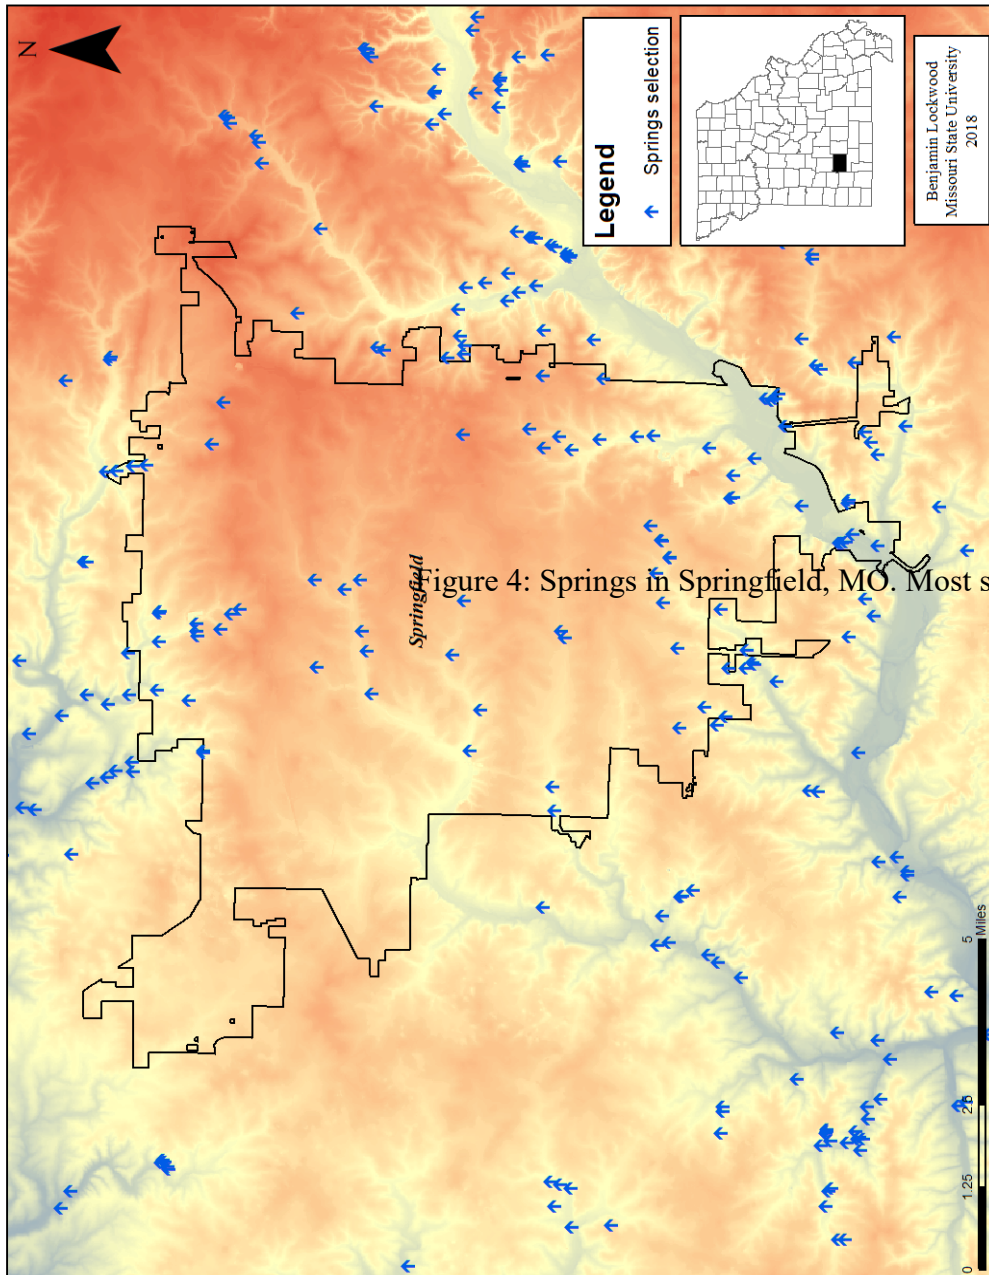 N
Legend
Springs selection
Benjamin Lockwood
Missouri State University
2018
Springfield
Figure 4: Springs in Springfield, MO. Most s
0 1.25 2.5 5
Miles